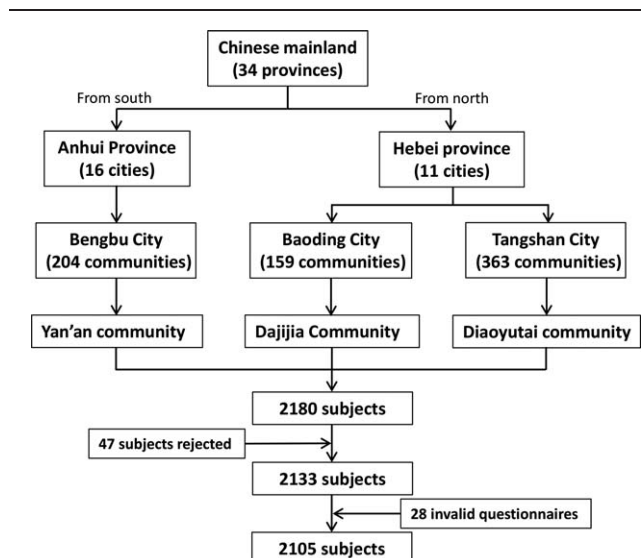 Chinese mainland
(34 provinces)
From south
From north
Anhui Province
(16 cities)
Hebei province
(11 cities)
Bengbu City
(204 communities)
Baoding City
(159 communities)
Tangshan City
(363 communities)
Yan'an community
Dajijia Community
Diaoyutai community
2180 subjects
47 subjects rejected
2133 subjects
28 invalid questionnaires
2105 subjects